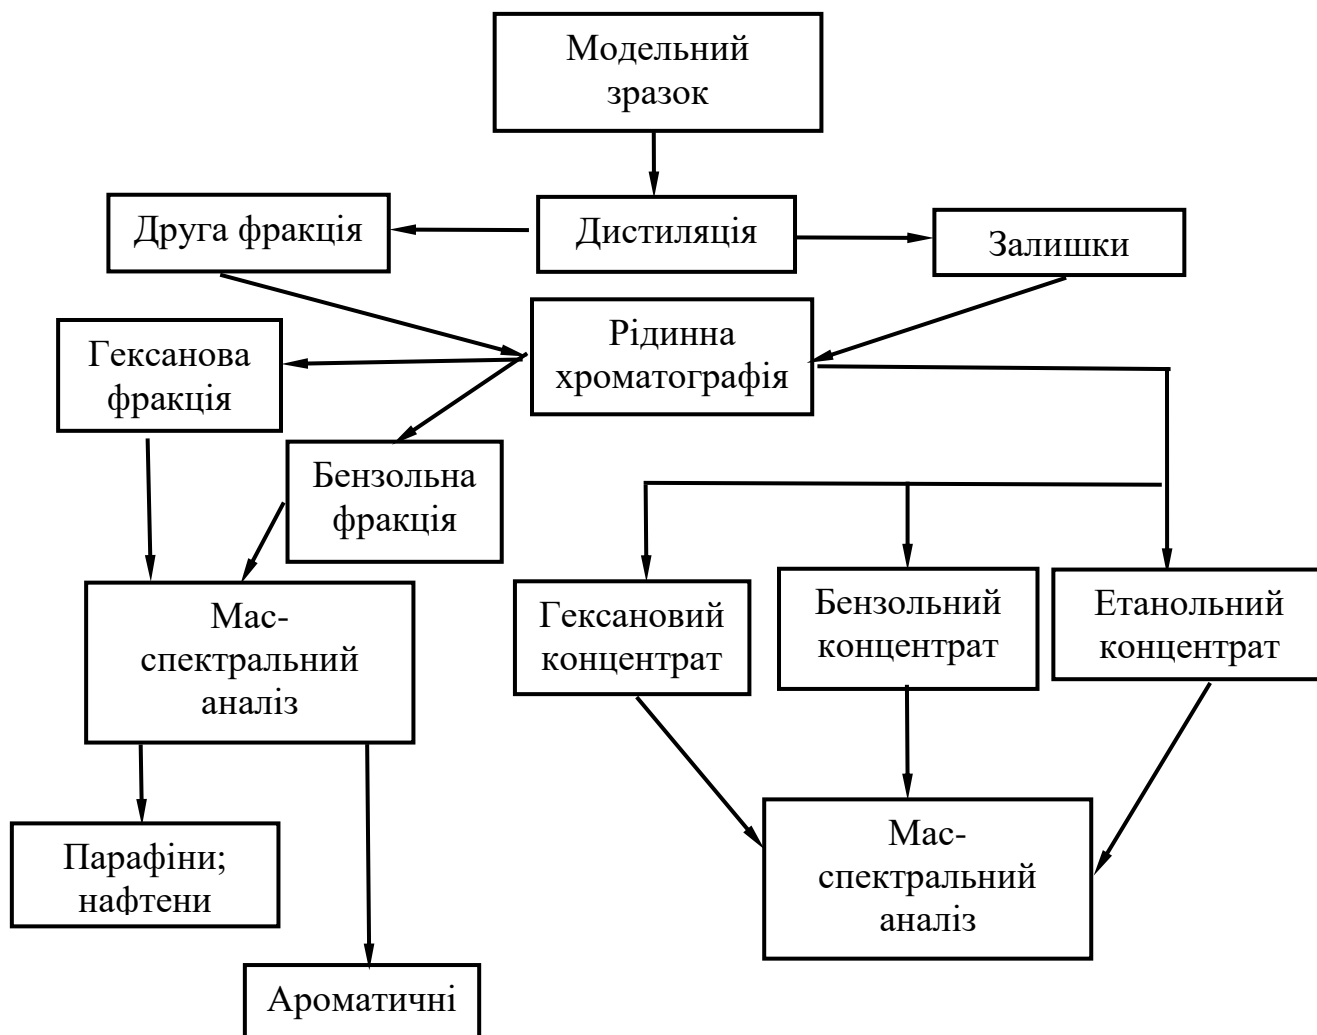 Модельний
зразок
Друга фракція
Дистиляція
Залишки
Рідинна
хроматографія
Гексанова
фракція
Бензольна
фракція
Мас-
спектральний
аналіз
Гексановий
концентрат
Бензольний
концентрат
Етанольний
концентрат
Парафіни;
нафтени
Мас-
спектральний
аналіз
Ароматичні